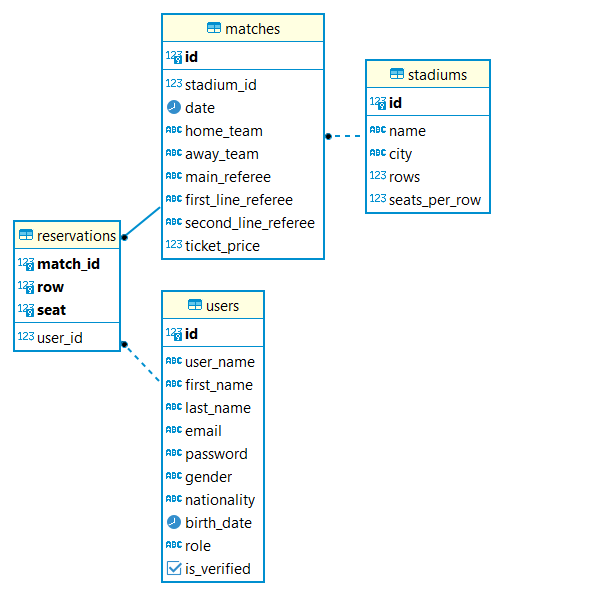 matches
123 id
123 stadium_id
date
ABC home_team
ABC away_team
ABC main_referee
ABC first_line_referee
ABC second_line_referee
123 ticket_price
stadiums
123 id
ABC name
ABC city
123 rows
123 seats_per_row
reservations
123 match_id
123 row
123 seat
123 user_id
users
123 id
ABC user_name
ABC first_name
ABC last_name
ABC email
ABC password
ABC gender
ABC nationality
birth_date
ABC role
is_verified